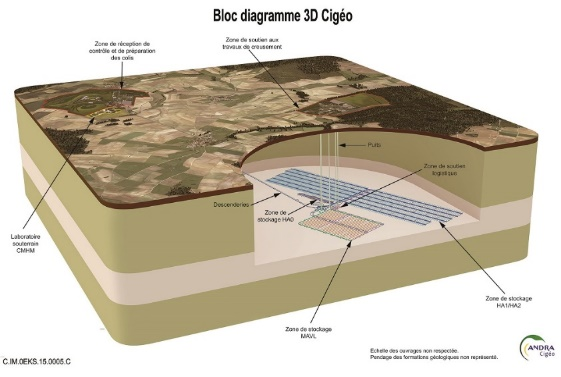 Bloc diagramme 3D Cigéo
Zone de réception de
contrôle et de préparation
des colis
Zone de soutien aux
travaux de creusement
Puits
Zone de soutien
logistique
Descenderies
Zone de
stockage HA0
Laboratoire
souterrain
CMHM
Zone de stockage
HA1/HA2
Zone de stockage
MAVL
Echelle des ouvrages non respectée.
Pendage des formations géologiques non représenté.
ANDRA
Cigéo
C.IM.0EKS.15.0005.C